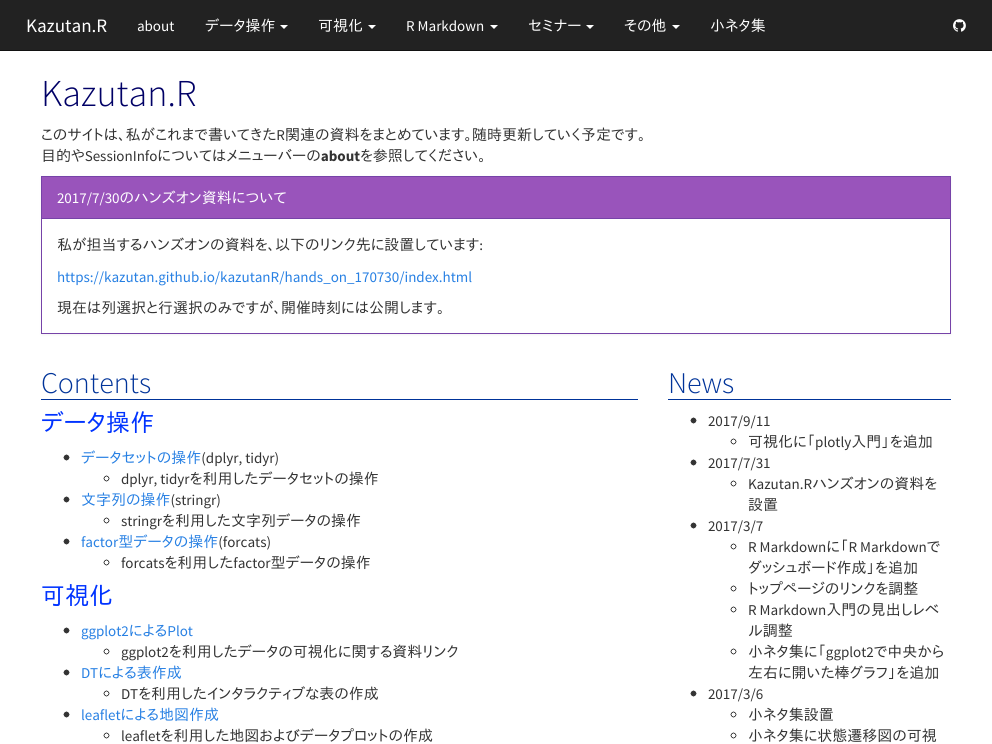 Kazutan.R about データ操作 可視化 R Markdown セミナー その他 小ネタ集
Kazutan.R
このサイトは、私がこれまで書いてきたR関連の資料をまとめています。随時更新していく予定です。
目的やSessionInfoについてはメニューバーのaboutを参照してください。
2017/7/30のハンズオン資料について
私が担当するハンズオンの資料を、以下のリンク先に設置しています:
https://kazutan.github.io/kazutanR/hands_on_170730/index.html
現在は列選択と行選択のみですが、開催時刻には公開します。
Contents
データ操作
データセットの操作(dplyr, tidyr)
dplyr, tidyrを利用したデータセットの操作
文字列の操作(stringr)
stringrを利用した文字列データの操作
factor型データの操作(forcats)
forcatsを利用したfactor型データの操作
可視化
ggplot2によるPlot
ggplot2を利用したデータの可視化に関する資料リンク
DTによる表作成
DTを利用したインタラクティブな表の作成
leafletによる地図作成
leafletを利用した地図およびデータプロットの作成
News
2017/9/11
可視化に「plotly入門」を追加
2017/7/31
Kazutan.Rハンズオンの資料を
設置
2017/3/7
R Markdownに「R Markdownで
ダッシュボード作成」を追加
トップページのリンクを調整
R Markdown入門の見出しレベ
ル調整
小ネタ集に「ggplot2で中央から
左右に開いた棒グラフ」を追加
2017/3/6
小ネタ集設置
小ネタ集に状態遷移図の可視